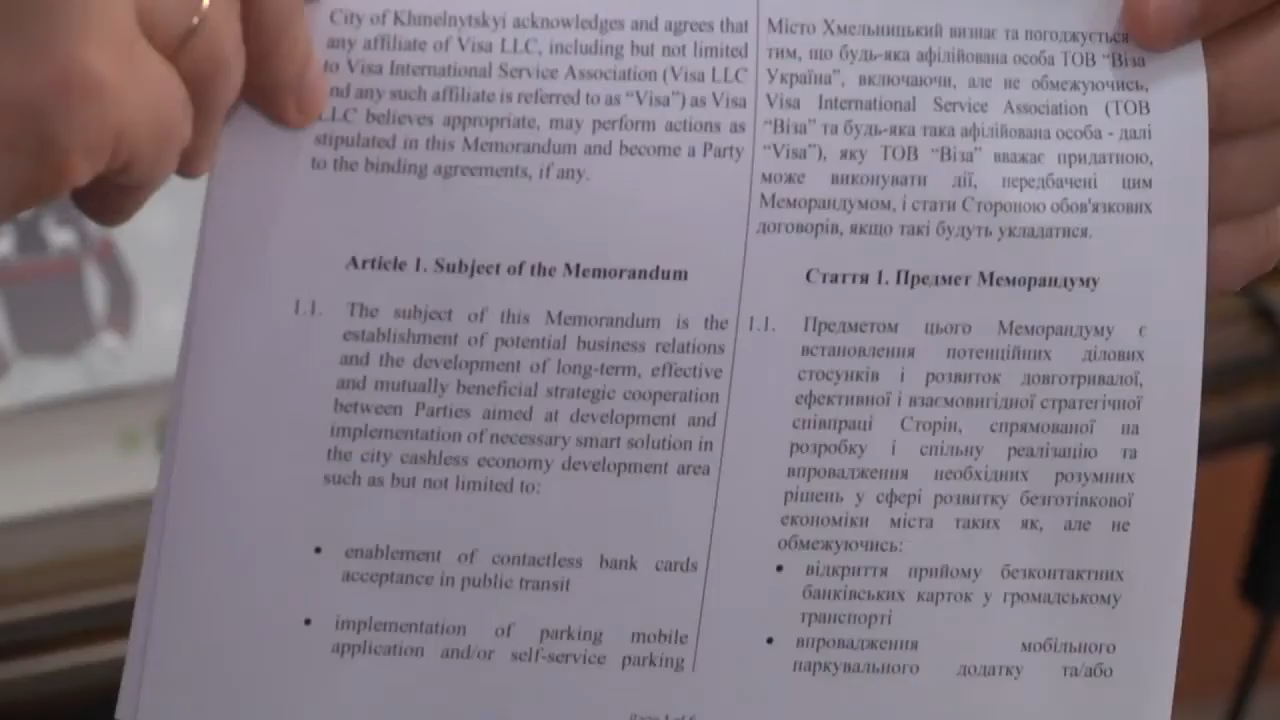 City of Khmelnytskyi acknowledges and agrees that
any affiliate of Visa LLC, including but not limited
to Visa International Service Association (Visa LLC
nd any such affiliate is referred to as “Visa”) as Visa
LLC believes appropriate, may perform actions as
stipulated in this Memorandum and become a Party
to the binding agreements, if any.
Article 1. Subject of the Memorandum
1.1. The subject of this Memorandum is the
establishment of potential business relations
and the development of long-term, effective
and mutually beneficial strategic cooperation
between Parties aimed at development and
implementation of necessary smart solution in
the city cashless economy development area
such as but not limited to:
• enablement of contactless bank cards
acceptance in public transit
• implementation of parking mobile
application and/or self-service parking
Місто Хмельницький визнає та погоджується
тим, що будь-яка афілійована особа ТОВ “Віза
Україна”, включаючи, але не обмежуючись,
Visa International Service Association (ТОВ
“Віза” та будь-яка така афілійована особа - далі
“Visa”), яку ТОВ “Віза” вважає придатною,
може виконувати дії, передбачені цим
Меморандумом, і стати Стороною обов'язкових
договорів, якщо такі будуть укладатися.
Стаття 1. Предмет Меморандуму
1.1. Предметом цього Меморандуму є
встановлення потенційних ділових
стосунків і розвиток довготривалої,
ефективної і взаємовигідної стратегічної
співпраці Сторін, спрямованої на
розробку і спільну реалізацію та
впровадження необхідних розумних
рішень у сфері розвитку безготівкової
економіки міста таких як, але не
обмежуючись:
• відкриття прийому безконтактних
банківських карток у громадському
транспорті
• впровадження мобільного
паркувального додатку та/або